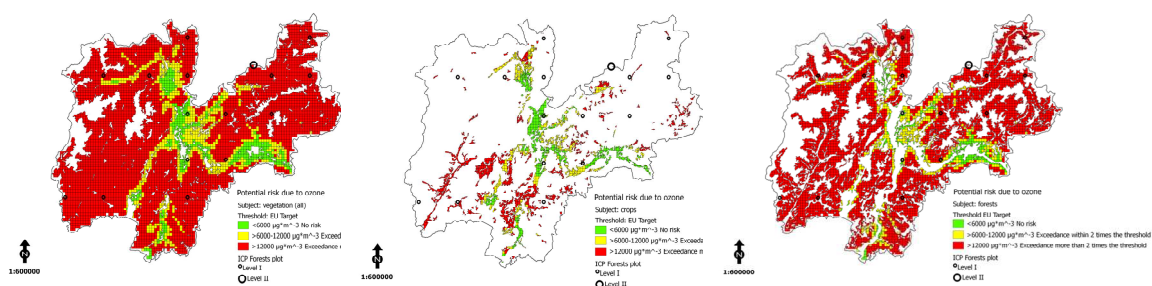 Potential risk due to ozone
Subject: vegetation (all)
Threshold: EU Target
<6000 µg*m^-3 No risk
>6000-12000 µg*m^-3 Exceed
>12000 µg*m^-3 Exceedance
ICP Forests plot
Level I
Level II
N
1:600000
Potential risk due to ozone
Subject: crops
Threshold: EU Target
<6000 µg*m^-3 No risk
>6000-12000 µg*m^-3 Exceeda
>12000 µg*m^-3 Exceedance n
ICP Forests plot
Level I
Level II
N
1:600000
Potential risk due to ozone
Subject: forests
Threshold EU Target
<6000 µg*m^-3 No risk
>6000-12000 µg*m^-3 Exceedance within 2 times the threshold
>12000 µg*m^-3 Exceedance more than 2 times the threshold
ICP Forests plot
Level I
Level II
N
1:600000